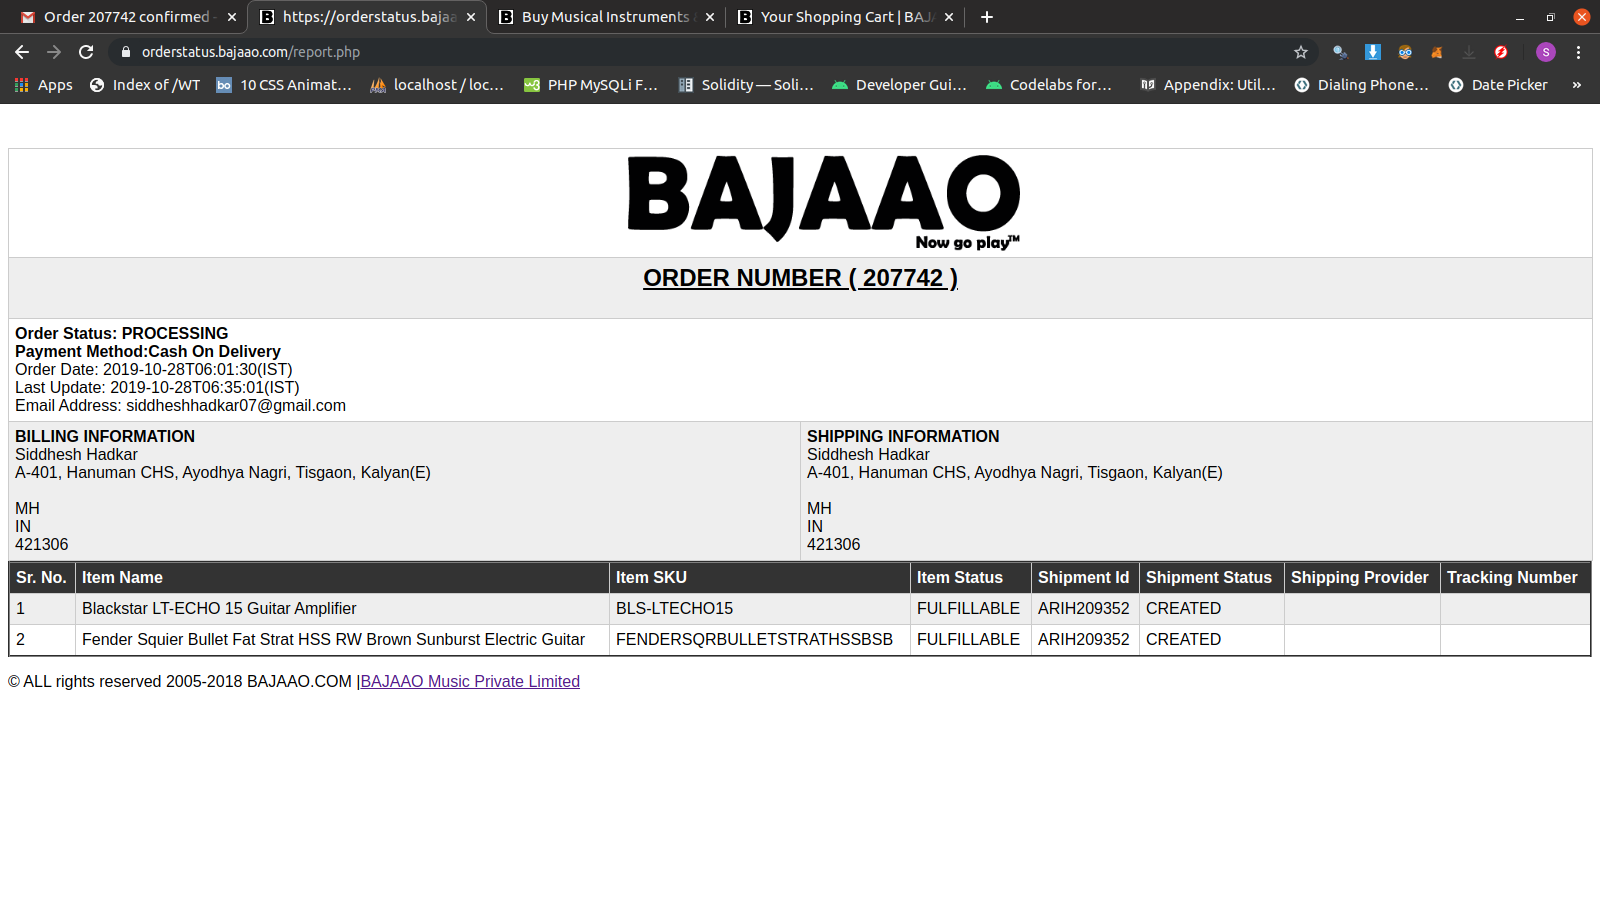 Order 207742 confirmed
https://orderstatus.bajaa
Buy Musical Instruments
Your Shopping Cart | BAJA
orderstatus.bajaao.com/report.php
S
Apps
Index of /WT
bo 10 CSS Animat...
localhost / loc...
PHP MySQLi F...
Solidity — Soli...
Developer Gui...
Codelabs for...
Appendix: Util...
Dialing Phone...
Date Picker
»
BAJAAO
Now go play™
ORDER NUMBER ( 207742 )
Order Status: PROCESSING
Payment Method:Cash On Delivery
Order Date: 2019-10-28T06:01:30(IST)
Last Update: 2019-10-28T06:35:01(IST)
Email Address: siddheshhadkar07@gmail.com
BILLING INFORMATION
Siddhesh Hadkar
A-401, Hanuman CHS, Ayodhya Nagri, Tisgaon, Kalyan(E)
MH
IN
421306
SHIPPING INFORMATION
Siddhesh Hadkar
A-401, Hanuman CHS, Ayodhya Nagri, Tisgaon, Kalyan(E)
MH
IN
421306
Sr. No. Item Name Item SKU Item Status Shipment Id Shipment Status Shipping Provider Tracking Number
1 Blackstar LT-ECHO 15 Guitar Amplifier BLS-LTECHO15 FULFILLABLE ARIH209352 CREATED
2 Fender Squier Bullet Fat Strat HSS RW Brown Sunburst Electric Guitar FENDERSQRBULLETSTRATHSSBSB FULFILLABLE ARIH209352 CREATED
© ALL rights reserved 2005-2018 BAJAAO.COM |BAJAAO Music Private Limited